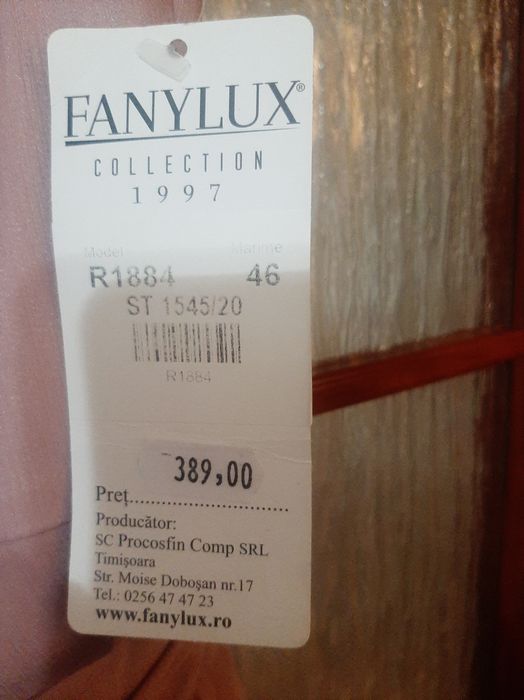 FANYLUX®
COLLECTION
1997
Model Marime
R1884 46
ST 1545/20
R1884
389,00
Preț..............................
Producător:
SC Procosfin Comp SRL
Timișoara
Str. Moise Doboșan nr.17
Tel.: 0256 47 47 23
www.fanylux.ro